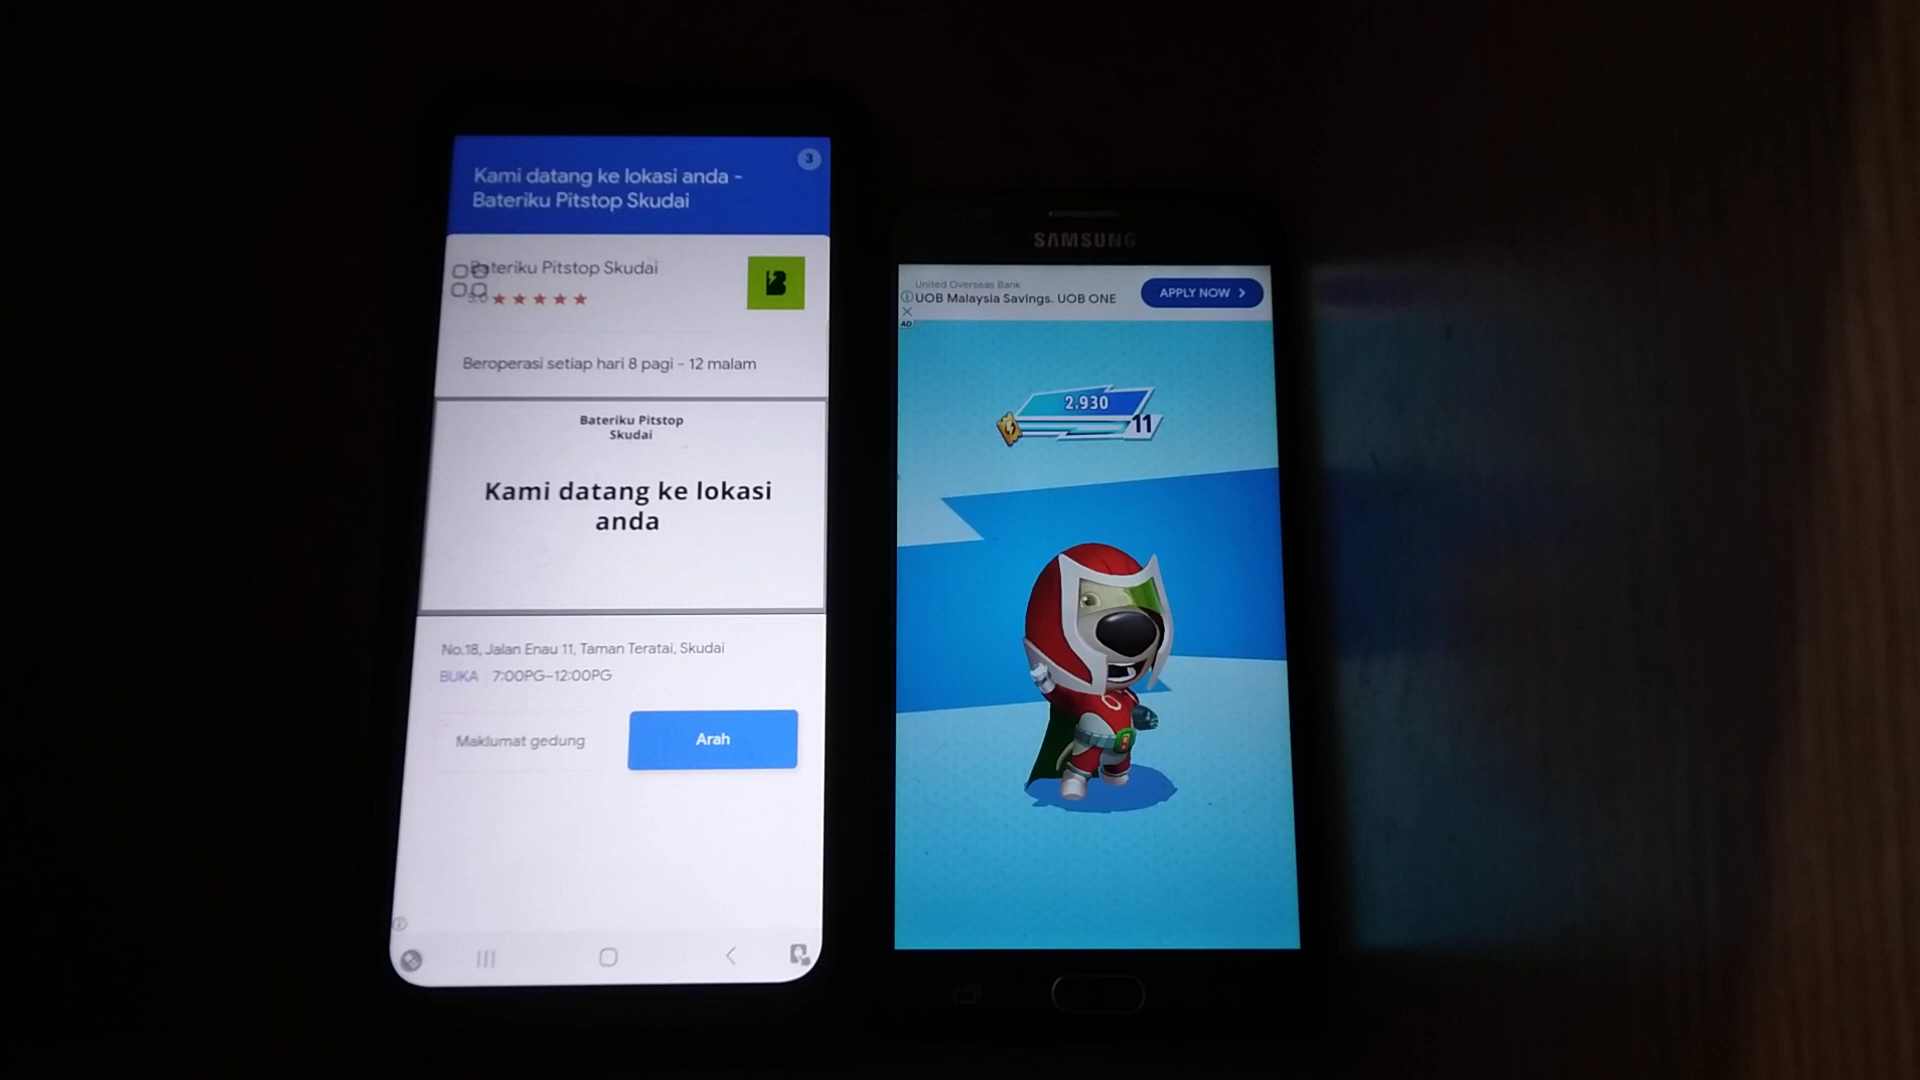 3
Kami datang ke lokasi anda -
Bateriku Pitstop Skudai
Bateriku Pitstop Skudai
5.0
Beroperasi setiap hari 8 pagi - 12 malam
Bateriku Pitstop
Skudai
Kami datang ke lokasi
anda
No.18, Jalan Enau 11, Taman Teratai, Skudai
BUKA 7:00PG–12:00PG
Maklumat gedung
Arah
SAMSUNG
United Overseas Bank
UOB Malaysia Savings. UOB ONE
APPLY NOW
AD
2.930
11